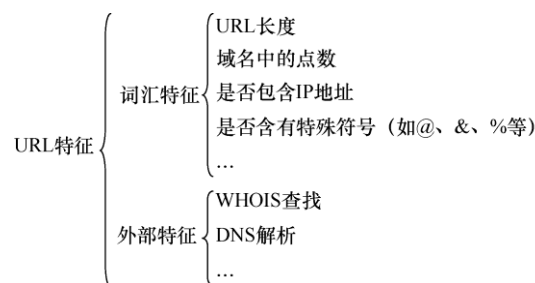 URL特征
词汇特征
URL长度
域名中的点数
是否包含IP地址
是否含有特殊符号（如@、&、%等）
…
外部特征
WHOIS查找
DNS解析
…